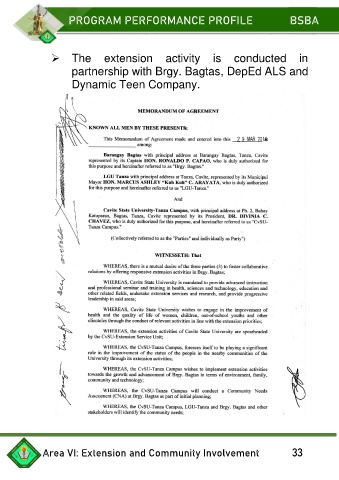 PROGRAM PERFORMANCE PROFILE BSBA
➢ The extension activity is conducted in
partnership with Brgy. Bagtas, DepEd ALS and
Dynamic Teen Company.
MEMORANDUM OF AGREEMENT
KNOW ALL MEN BY THESE PRESENTS:
This Memorandum of Agreement made and entered into this 23 MAR 2018
among:
Barangay Bagtas with principal address at Barangay Bagtas, Tanza, Cavite
represented by its Captain HON. RONALDO P. CAPAO, who is duly authorized for
this purpose and hereinafter referred to as "Brgy. Bagtas."
LGU Tanza with principal address at Tanza, Cavite, represented by its Municipal
Mayor HON. MARCUS ASHLEY "Kuh Kuh" C. ARAYATA, who is duly authorized
for this purpose and hereinafter referred to as "LGU-Tanza."
And
Cavite State University-Tanza Campus, with principal address at Ph. 2, Bahay
Katuparan, Bagtas, Tanza, Cavite represented by its President, DR. DIVINIA C.
CHAVEZ, who is duly authorized for this purpose, and hereinafter referred to as "CvSU-
Tanza Campus."
(Collectively referred to as the "Parties" and individually as Party")
WITNESSETH: That
WHEREAS, there is a mutual desire of the three parties (3) to foster collaborative
relations by offering responsive extension activities in Brgy. Bagtas;
WHEREAS, Cavite State University is mandated to provide advanced instruction
and professional seminar and training in health, sciences and technology, education and
other related fields, undertake extension services and research, and provide progressive
leadership in said areas;
WHEREAS, Cavite State University wishes to engage in the improvement of
health and the quality of life of women, children, out-of-school youths and other
clienteles through the conduct of relevant activities in line with the extension priorities;
WHEREAS, the extension activities of Cavite State University are spearheaded
by the CvSU-Extension Service Unit;
WHEREAS, the CvSU-Tanza Campus, foresees itself to be playing a significant
role in the improvement of the status of the people in the nearby communities of the
University through its extension activities;
WHEREAS, the CvSU-Tanza Campus wishes to implement extension activities
towards the growth and advancement of Brgy. Bagtas in terms of environment, family,
community and technology;
WHEREAS, the CvSU-Tanza Campus will conduct a Community Needs
Assessment (CNA) at Brgy. Bagtas as part of initial planning;
WHEREAS, the CvSU-Tanza Campus, LGU-Tanza and Brgy. Bagtas and other
stakeholders will identify the community needs;
Area VI: Extension and Community Involvement 33